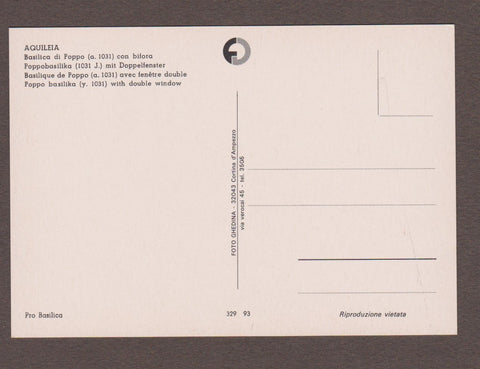 AQUILEIA
Basilica di Poppo (a. 1031) con bifora
Poppobasilika (1031 J.) mit Doppelfenster
Basilique de Poppo (a. 1031) avec fenêtre double
Poppo basilika (y. 1031) with double window
FOTO GHEDINA - 32043 Cortina d'Ampezzo
via verocai 45 - tel. 3505
Pro Basilica
329 93
Riproduzione vietata